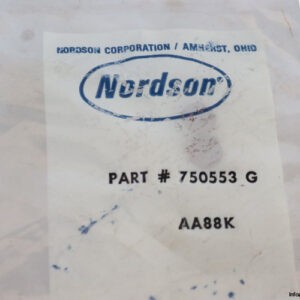 NORDSON CORPORATION / AMHERST, OHIO
Nordson®
PART # 750553 G
AA88K